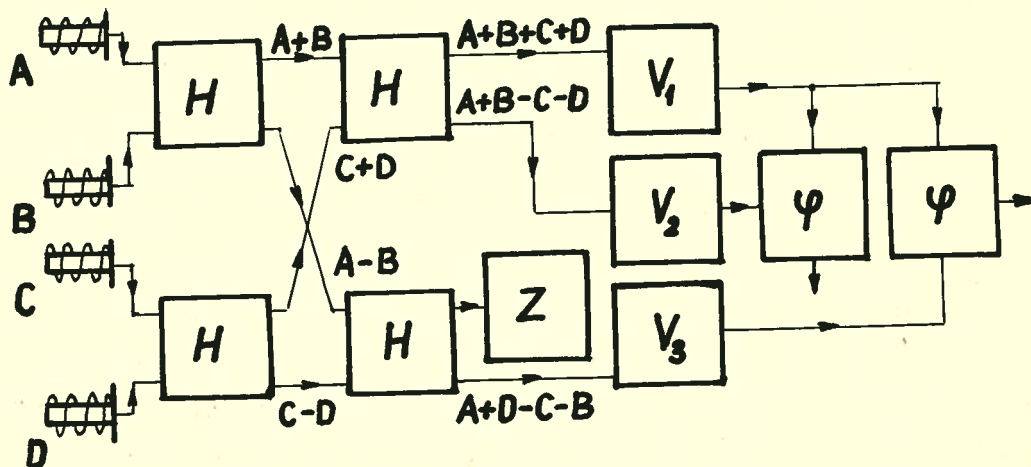 A
B
C
D
H
A+B
H
A+B+C+D
A+B-C-D
V1
C+D
V2
φ
φ
A-B
H
C-D
H
Z
A+D-C-B
V3